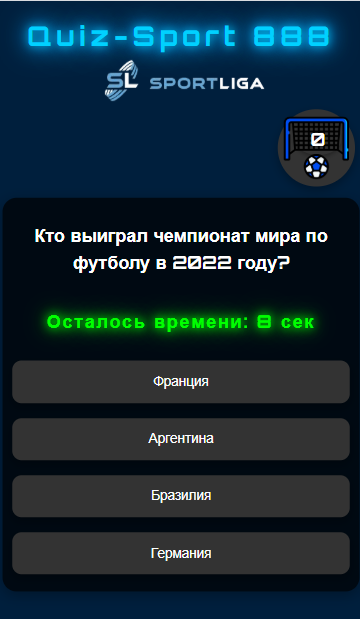 Quiz-Sport 888
SL SPORTLIGA
0
Кто выиграл чемпионат мира по
футболу в 2022 году?
Осталось времени: 8 сек
Франция
Аргентина
Бразилия
Германия